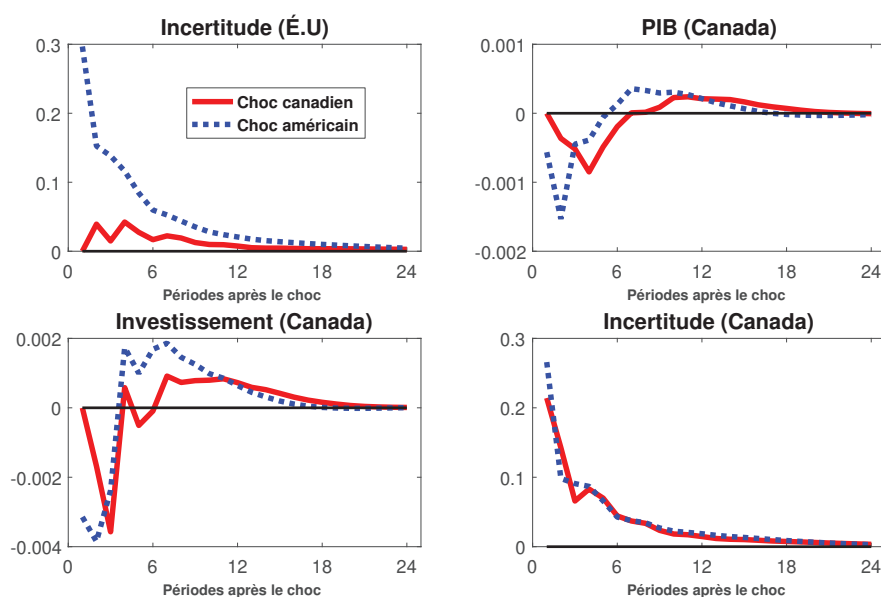 Incertitude (É.U)
0.3
0.2
0.1
0
Choc canadien
Choc américain
0 6 12 18 24
Périodes après le choc
PIB (Canada)
0.001
0
-0.001
-0.002
0 6 12 18 24
Périodes après le choc
Investissement (Canada)
0.002
0
-0.002
-0.004
0 6 12 18 24
Périodes après le choc
Incertitude (Canada)
0.3
0.2
0.1
0
0 6 12 18 24
Périodes après le choc